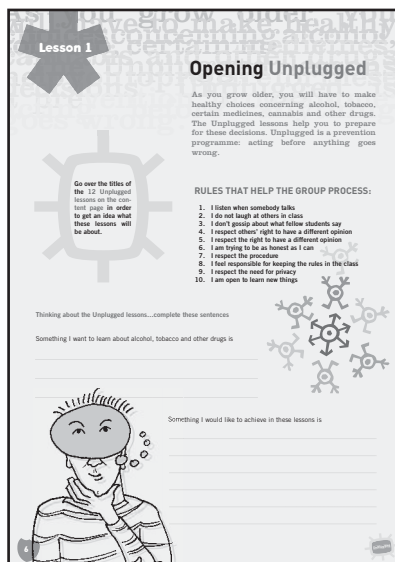 Lesson 1
Opening Unplugged
As you grow older, you will have to make
healthy choices concerning alcohol, tobacco,
certain medicines, cannabis and other drugs.
The Unplugged lessons help you to prepare
for these decisions. Unplugged is a prevention
programme: acting before anything goes
wrong.
Go over the titles of
the 12 Unplugged
lessons on the con-
tent page in order
to get an idea what
these lessons will
be about.
RULES THAT HELP THE GROUP PROCESS:
1. I listen when somebody talks
2. I do not laugh at others in class
3. I don't gossip about what fellow students say
4. I respect others' right to have a different opinion
5. I respect the right to have a different opinion
6. I am trying to be as honest as I can
7. I respect the procedure
8. I feel responsible for keeping the rules in the class
9. I respect the need for privacy
10. I am open to learn new things
Thinking about the Unplugged lessons...complete these sentences
Something I want to learn about alcohol, tobacco and other drugs is
Something I would like to achieve in these lessons is
6